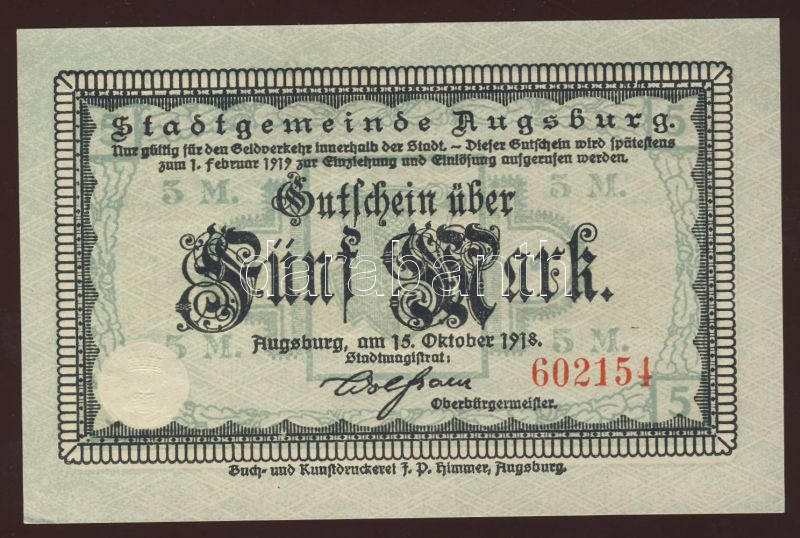 Stadtgemeinde Augsburg.
Nur gültig für den Geldverkehr innerhalb der Stadt. – Dieser Gutschein wird spätestens
zum 1. Februar 1919 zur Einziehung und Einlösung aufgerufen werden.
5 M. 5 M.
Gutschein über
Fünf Mark.
darabanth
Augsburg, am 15. Oktober 1918.
5 M. 5 M.
Stadtmagistrat:
602154
Wolfram
Oberbürgermeister.
5
Buch- und Kunstdruckerei J. P. Himmer, Augsburg.